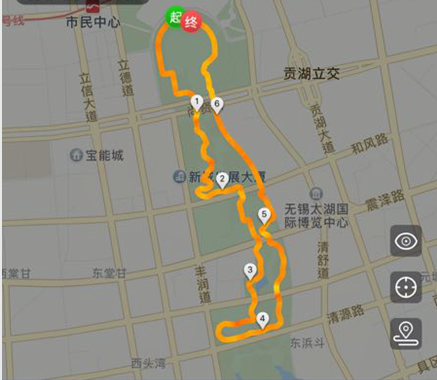 号线
市民中心
起
终
立信大道
立德道
贡湖立交
1
6
尚贤
贡湖大道
和风路
宝能城
2
展大厦
震泽路
5
无锡太湖国
际博览中心
清舒道
3
丰润道
东堂甘
元
4
清源路
东浜斗
西头湾